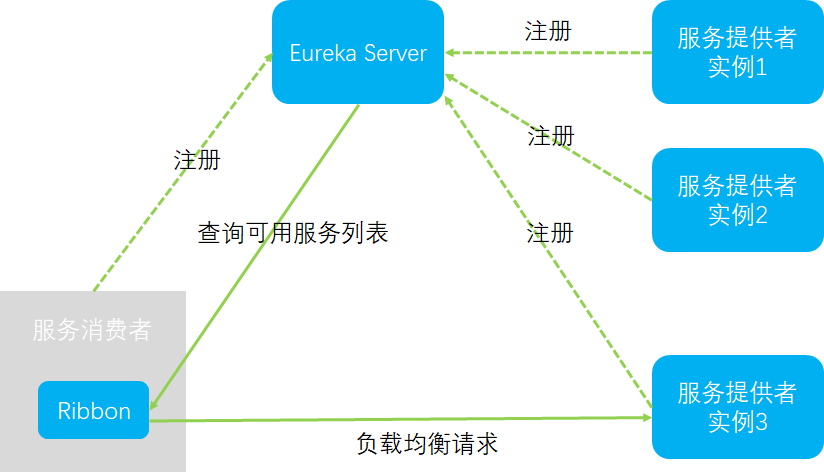 注册
Eureka Server
服务提供者
实例1
注册
注册
服务提供者
实例2
查询可用服务列表
注册
服务消费者
Ribbon
服务提供者
实例3
负载均衡请求